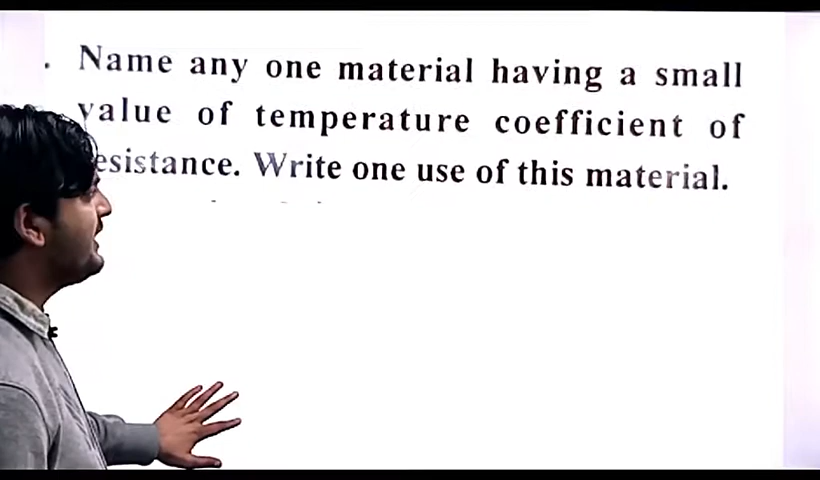 . Name any one material having a small
value of temperature coefficient of
esistance. Write one use of this material.